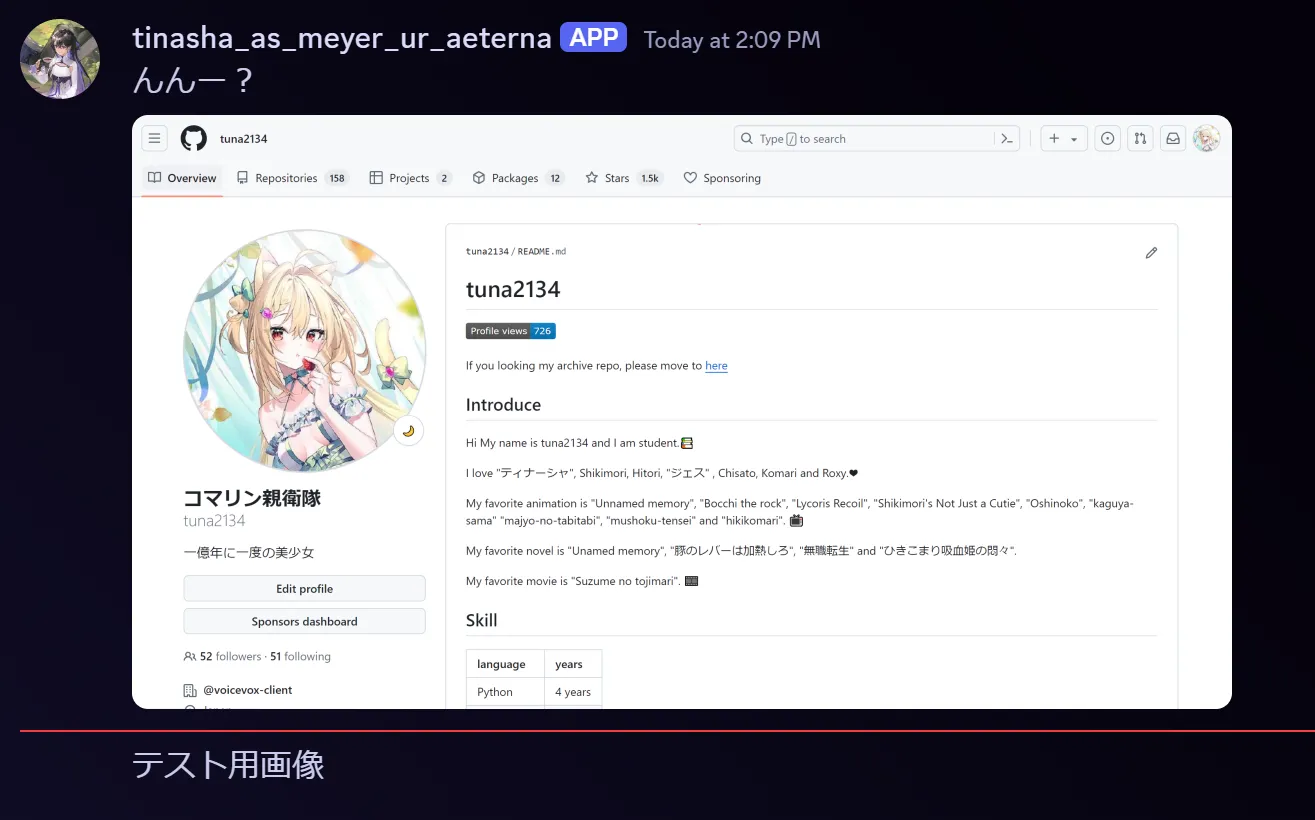 tinasha_as_meyer_ur_aeterna APP Today at 2:09 PM
んんー？
tuna2134
Type / to search
Overview Repositories 158 Projects 2 Packages 12 Stars 1.5k Sponsoring
tuna2134 / README.md
tuna2134
Profile views 726
If you looking my archive repo, please move to here
Introduce
Hi My name is tuna2134 and I am student.
I love "ティナーシャ", Shikimori, Hitori, "ジェス" , Chisato, Komari and Roxy.
My favorite animation is "Unnamed memory", "Bocchi the rock", "Lycoris Recoil", "Shikimori's Not Just a Cutie", "Oshinoko", "kaguya-
sama" "majyo-no-tabitabi", "mushoku-tensei" and "hikikomari".
My favorite novel is "Unamed memory", "豚のレバーは加熱しろ", "無職転生" and "ひきこまり吸血姫の悶々".
My favorite movie is "Suzume no tojimari".
Skill
language years
Python 4 years
コマリン親衛隊
tuna2134
一億年に一度の美少女
Edit profile
Sponsors dashboard
52 followers · 51 following
@voicevox-client
テスト用画像